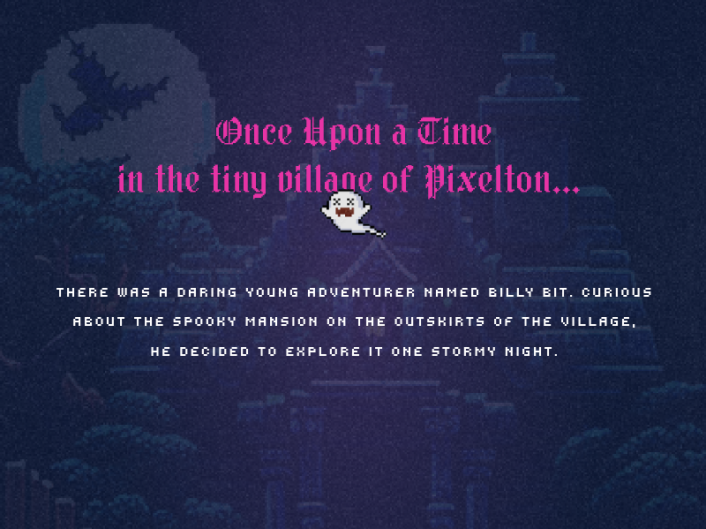 Once Upon a Time
in the tiny village of Pixelton...
THERE WAS A DARING YOUNG ADVENTURER NAMED BILLY BIT. CURIOUS
ABOUT THE SPOOKY MANSION ON THE OUTSKIRTS OF THE VILLAGE,
HE DECIDED TO EXPLORE IT ONE STORMY NIGHT.